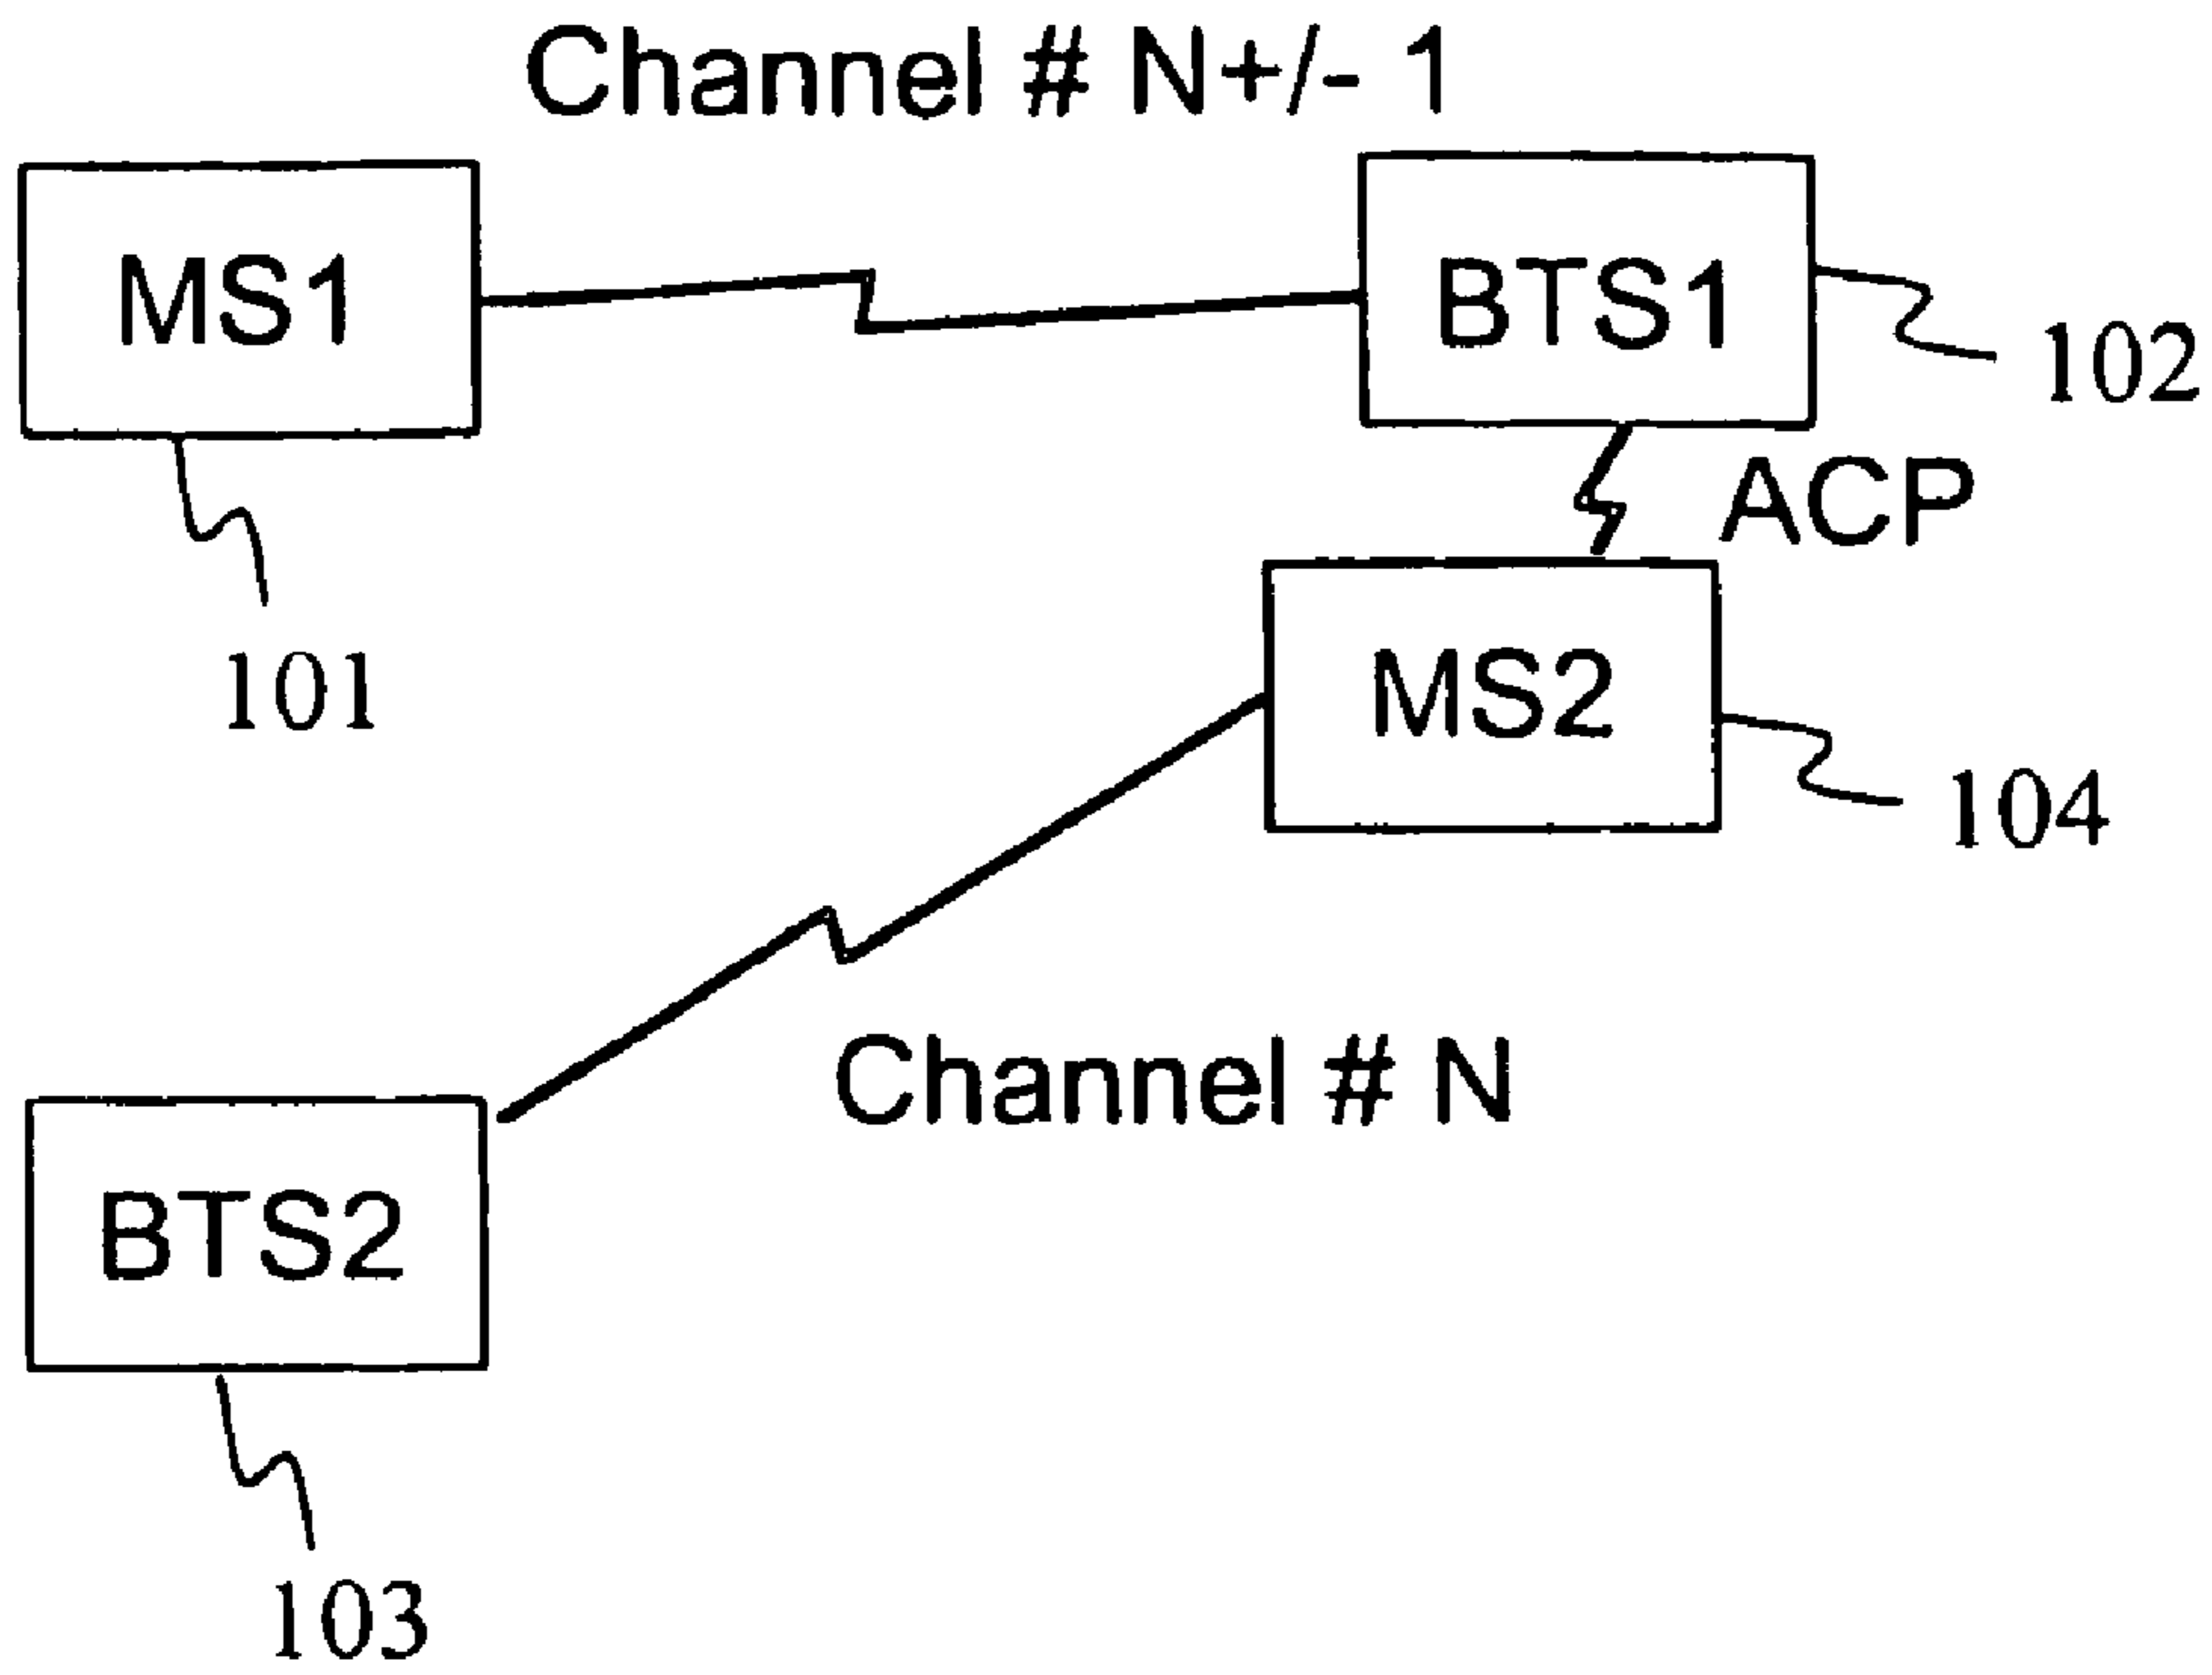 Channel # N+/- 1
MS1
BTS1
102
ACP
101
MS2
104
Channel # N
BTS2
103